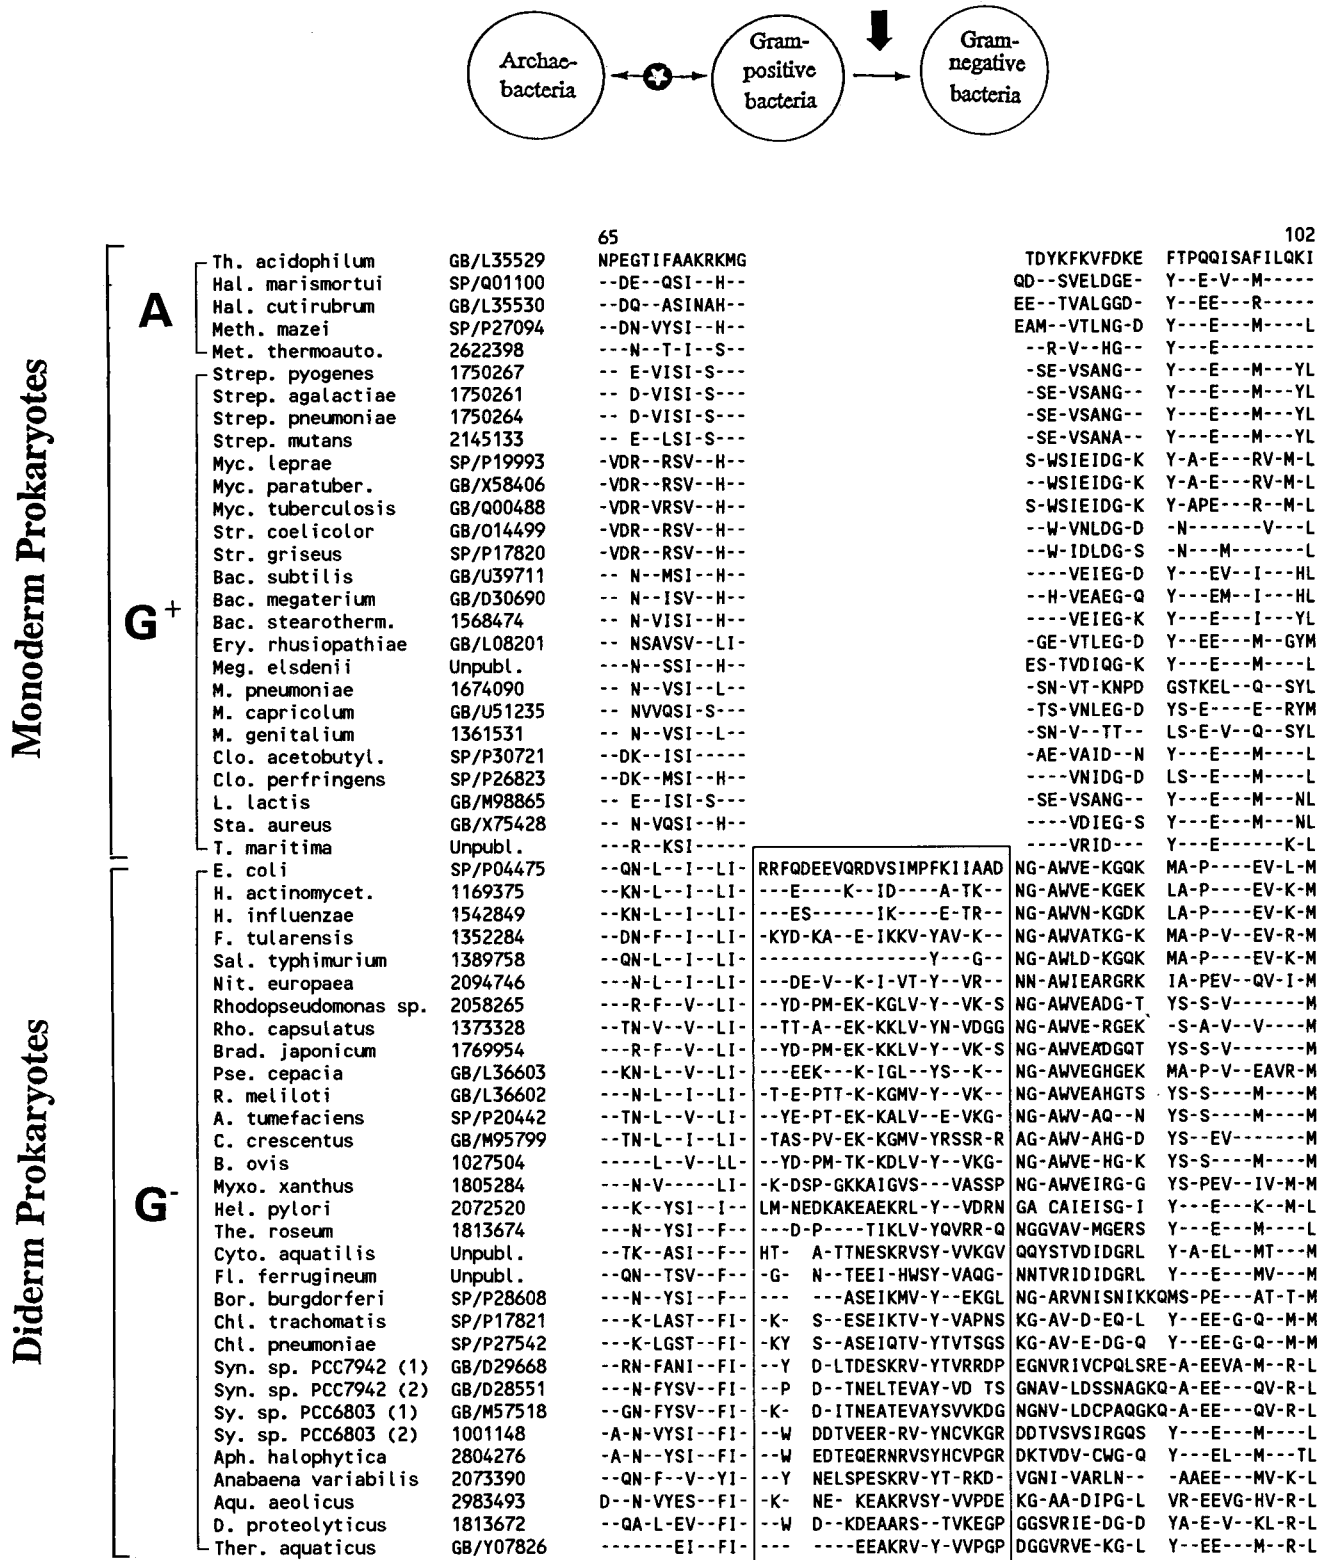 Archae-
bacteria
Gram-
positive
bacteria
Gram-
negative
bacteria
Monoderm Prokaryotes
Diderm Prokaryotes
A
G+
G-
65 102
Th. acidophilum GB/L35529 NPEGTIFAAKRKMG TDYKFKVFDKE FTPQQISAFILQKI
Hal. marismortui SP/Q01100 --DE--QSI--H-- QD--SVELDGE- Y--E-V--M-----
Hal. cutirubrum GB/L35530 --DQ--ASINAH-- EE--TVALGGD- Y--EE---R-----
Meth. mazei SP/P27094 --DN-VYSI--H-- EAM--VTLNG-D Y---E---M----L
Met. thermoauto. 2622398 ---N--T-I--S-- --R-V--HG-- Y---E---------
Strep. pyogenes 1750267 -- E-VISI-S--- -SE-VSANG-- Y---E---M---YL
Strep. agalactiae 1750261 -- D-VISI-S--- -SE-VSANG-- Y---E---M---YL
Strep. pneumoniae 1750264 -- D-VISI-S--- -SE-VSANG-- Y---E---M---YL
Strep. mutans 2145133 -- E--LSI-S--- -SE-VSANA-- Y---E---M---YL
Myc. leprae SP/P19993 -VDR--RSV--H-- S-WSIEIDG-K Y-A-E---RV-M-L
Myc. paratuber. GB/X58406 -VDR--RSV--H-- --WSIEIDG-K Y-A-E---RV-M-L
Myc. tuberculosis GB/Q00488 -VDR-VRSV--H-- S-WSIEIDG-K Y-APE---R--M-L
Str. coelicolor GB/O14499 -VDR--RSV--H-- --W-VNLDG-D -N-------V---L
Str. griseus SP/P17820 -VDR--RSV--H-- --W-IDLDG-S -N---M-------L
Bac. subtilis GB/U39711 -- N--MSI--H-- ----VEIEG-D Y---EV--I---HL
Bac. megaterium GB/D30690 -- N--ISV--H-- --H-VEAEG-Q Y---EM--I---HL
Bac. stearotherm. 1568474 -- N-VISI--H-- ----VEIEG-K Y---E---I---YL
Ery. rhusiopathiae GB/L08201 -- NSAVSV--LI- -GE-VTLEG-D Y--EE---M--GYM
Meg. elsdenii Unpubl. ---N--SSI--H-- ES-TVDIQG-K Y---E---M----L
M. pneumoniae 1674090 -- N--VSI--L-- -SN-VT-KNPD GSTKEL--Q--SYL
M. capricolum GB/U51235 -- NVVQSI-S--- -TS-VNLEG-D YS-E----E--RYM
M. genitalium 1361531 -- N--VSI--L-- -SN-V--TT-- LS-E-V--Q--SYL
Clo. acetobutyl. SP/P30721 --DK--ISI----- -AE-VAID--N Y---E---M----L
Clo. perfringens SP/P26823 --DK--MSI--H-- ----VNIDG-D LS--E---M----L
L. lactis GB/M98865 -- E--ISI-S--- -SE-VSANG-- Y---E---M---NL
Sta. aureus GB/X75428 -- N-VQSI--H-- ----VDIEG-S Y---E---M---NL
T. maritima Unpubl. ---R--KSI----- ----VRID--- Y---E------K-L
E. coli SP/P04475 --QN-L--I--LI- RRFQDEEVQRDVSIMPFKIIAAD NG-AWVE-KGQK MA-P----EV-L-M
H. actinomycet. 1169375 --KN-L--I--LI- ---E----K--ID----A-TK-- NG-AWVE-KGEK LA-P----EV-K-M
H. influenzae 1542849 --KN-L--I--LI- ---ES------IK----E-TR-- NG-AWVN-KGDK LA-P----EV-K-M
F. tularensis 1352284 --DN-F--I--LI- -KYD-KA--E-IKKV-YAV-K-- NG-AWVATKG-K MA-P-V--EV-R-M
Sal. typhimurium 1389758 --QN-L--I--LI- ----------------Y---G-- NG-AWLD-KGQK MA-P----EV-K-M
Nit. europaea 2094746 ---N-L--I--LI- ---DE-V--K-I-VT-Y--VR-- NN-AWIEARGRK IA-PEV--QV-I-M
Rhodopseudomonas sp. 2058265 ---R-F--V--LI- --YD-PM-EK-KGLV-Y--VK-S NG-AWVEADG-T YS-S-V-------M
Rho. capsulatus 1373328 --TN-V--V--LI- --TT-A--EK-KKLV-YN-VDGG NG-AWVE-RGEK -S-A-V--V----M
Brad. japonicum 1769954 ---R-F--V--LI- --YD-PM-EK-KKLV-Y--VK-S NG-AWVEADGQT YS-S-V-------M
Pse. cepacia GB/L36603 --KN-L--V--LI- ---EEK---K-IGL--YS--K-- NG-AWVEGHGEK MA-P-V--EAVR-M
R. meliloti GB/L36602 ---N-L--I--LI- -T-E-PTT-K-KGMV-Y--VK-- NG-AWVEAHGTS YS-S----M----M
A. tumefaciens SP/P20442 --TN-L--V--LI- --YE-PT-EK-KALV--E-VKG- NG-AWV-AQ--N YS-S----M----M
C. crescentus GB/M95799 --TN-L--I--LI- -TAS-PV-EK-KGMV-YRSSR-R AG-AWV-AHG-D YS--EV-------M
B. ovis 1027504 -----L--V--LL- --YD-PM-TK-KDLV-Y--VKG- NG-AWVE-HG-K YS-S----M----M
Myxo. xanthus 1805284 ---N-V-----LI- -K-DSP-GKKAIGVS---VASSP NG-AWVEIRG-G YS-PEV--IV-M-M
Hel. pylori 2072520 ---K--YSI--I-- LM-NEDKAKEAEKRL-Y--VDRN GA CAIEISG-I Y---E---K--M-L
The. roseum 1813674 ---N--YSI--F-- ---D-P----TIKLV-YQVRR-Q NGGVAV-MGERS Y---E---M----L
Cyto. aquatilis Unpubl. --TK--ASI--F-- HT- A-TTNESKRVSY-VVKGV QQYSTVDIDGRL Y-A-EL--MT---M
Fl. ferrugineum Unpubl. --QN--TSV--F-- -G- N--TEEI-HWSY-VAQG- NNTVRIDIDGRL Y---E---MV---M
Bor. burgdorferi SP/P28608 ---N--YSI--F-- --- ---ASEIKMV-Y--EKGL NG-ARVNISNIKKQMS-PE---AT-T-M
Chl. trachomatis SP/P17821 ---K-LAST--FI- -K- S--ESEIKTV-Y-VAPNS KG-AV-D-EQ-L Y--EE-G-Q--M-M
Chl. pneumoniae SP/P27542 ---K-LGST--FI- -KY S--ASEIQTV-YTVTSGS KG-AV-E-DG-Q Y--EE-G-Q--M-M
Syn. sp. PCC7942 (1) GB/D29668 --RN-FANI--FI- --Y D-LTDESKRV-YTVRRDP EGNVRIVCPQLSRE-A-EEVA-M--R-L
Syn. sp. PCC7942 (2) GB/D28551 ---N-FYSV--FI- --P D--TNELTEVAY-VD TS GNAV-LDSSNAGKQ-A-EE---QV-R-L
Sy. sp. PCC6803 (1) GB/M57518 --GN-FYSV--FI- -K- D-ITNEATEVAYSVVKDG NGNV-LDCPAQGKQ-A-EE---QV-R-L
Sy. sp. PCC6803 (2) 1001148 -A-N-VYSI--FI- --W DDTVEER-RV-YNCVKGR DDTVSVSIRGQS Y---E---M----L
Aph. halophytica 2804276 -A-N--YSI--FI- --W EDTEQERNRVSYHCVPGR DKTVDV-CWG-Q Y---EL--M---TL
Anabaena variabilis 2073390 --QN-F--V--YI- --Y NELSPESKRV-YT-RKD- VGNI-VARLN-- -AAEE---MV-K-L
Aqu. aeolicus 2983493 D--N-VYES--FI- -K- NE- KEAKRVSY-VVPDE KG-AA-DIPG-L VR-EEVG-HV-R-L
D. proteolyticus 1813672 --QA-L-EV--FI- --W D--KDEAARS--TVKEGP GGSVRIE-DG-D YA-E-V--KL-R-L
Ther. aquaticus GB/Y07826 -------EI--FI- --- ----EEAKRV-Y-VVPGP DGGVRVE-KG-L Y--EE---M--R-L